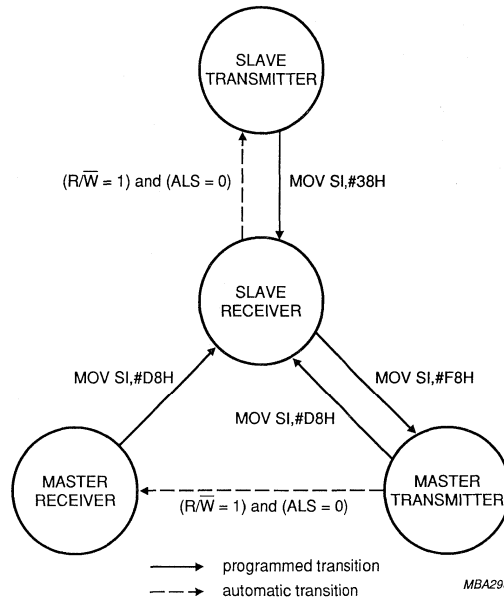 SLAVE
TRANSMITTER
(R/W̅ = 1) and (ALS = 0)
MOV SI,#38H
SLAVE
RECEIVER
MOV SI,#D8H
MOV SI,#F8H
MOV SI,#D8H
MASTER
RECEIVER
MASTER
TRANSMITTER
(R/W̅ = 1) and (ALS = 0)
programmed transition
automatic transition